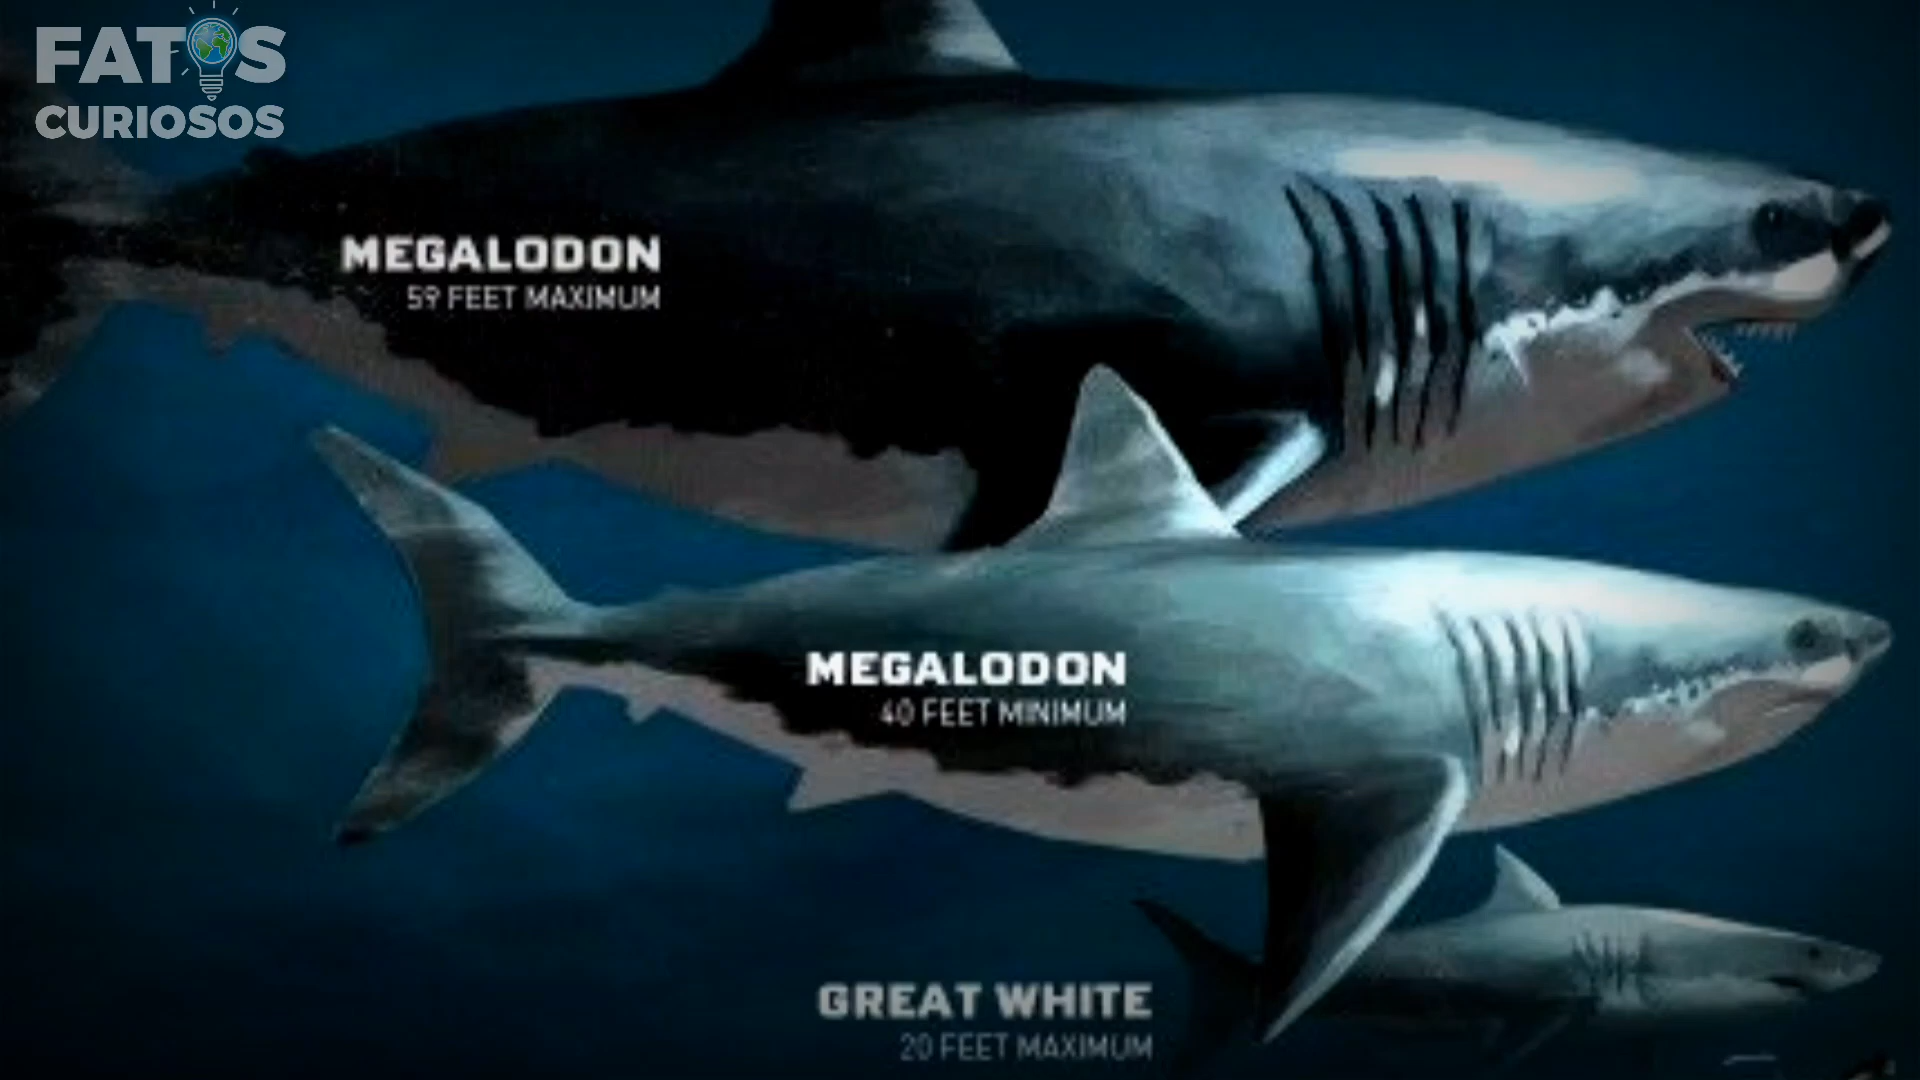 FATOS
CURIOSOS
MEGALODON
59 FEET MAXIMUM
MEGALODON
40 FEET MINIMUM
GREAT WHITE
20 FEET MAXIMUM